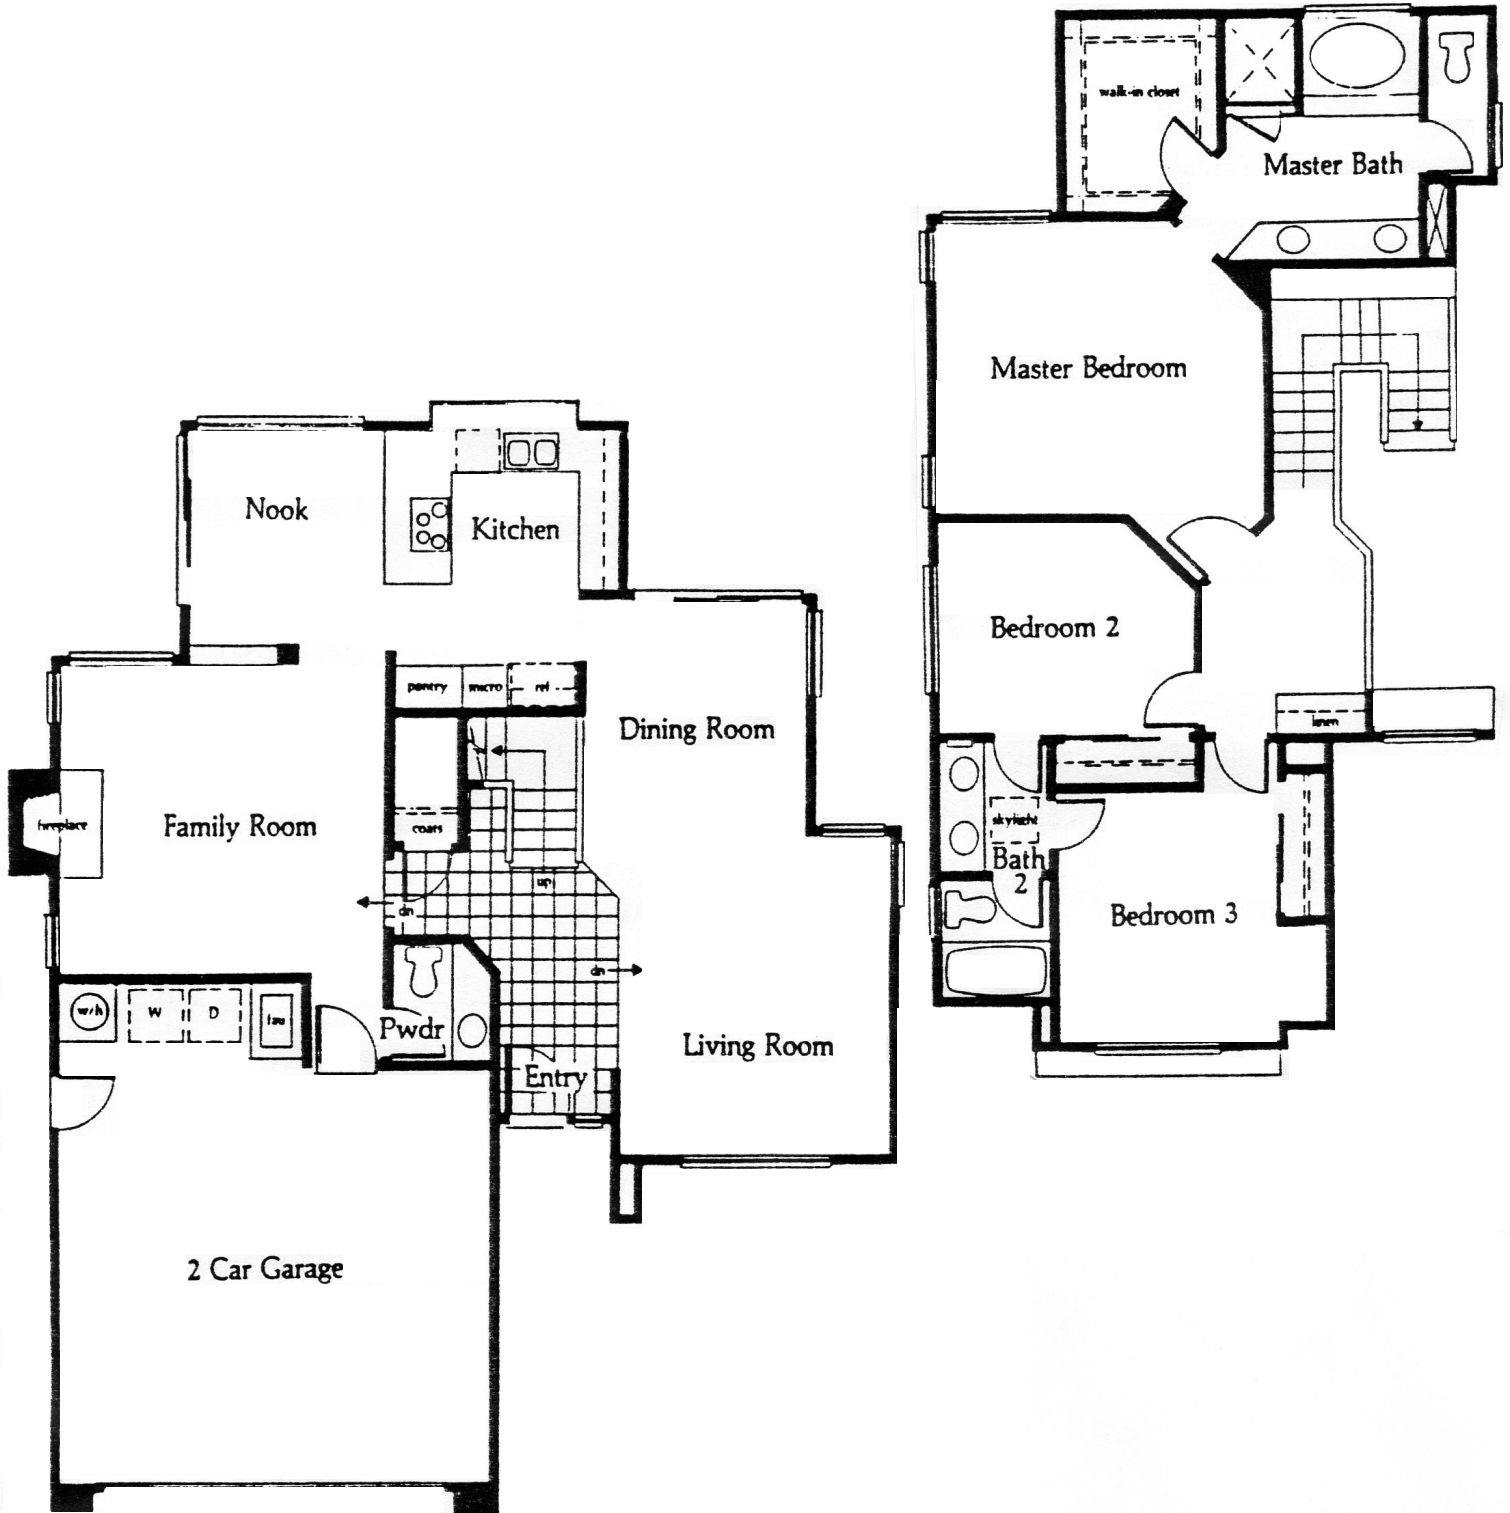 walk-in closet
Master Bath
Master Bedroom
Nook
Kitchen
Bedroom 2
pantry
micro
ref
Dining Room
linen
fireplace
Family Room
coats
skylight
Bath
2
up
dn
Bedroom 3
dn
w/h
W
D
lau
Pwdr
Living Room
Entry
2 Car Garage